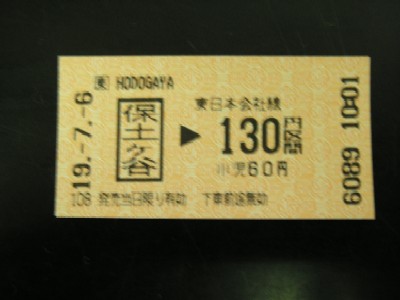 東 HODOGAYA
保土ヶ谷
東日本会社線
▶ 130円区間
小児60円
108 発売当日限り有効 下車前途無効
19.-7.-6
6089 10:01